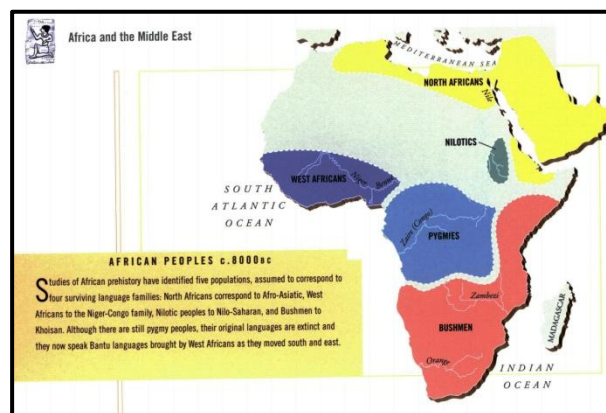 Africa and the Middle East
MEDITERRANEAN SEA
NORTH AFRICANS
Nile
NILOTICS
WEST AFRICANS
Niger
Benue
SOUTH
ATLANTIC
OCEAN
Zaire (Congo)
PYGMIES
AFRICAN PEOPLES c.8000BC
Studies of African prehistory have identified five populations, assumed to correspond to
four surviving language families: North Africans correspond to Afro-Asiatic, West
Africans to the Niger-Congo family, Nilotic peoples to Nilo-Saharan, and Bushmen to
Khoisan. Although there are still pygmy peoples, their original languages are extinct and
they now speak Bantu languages brought by West Africans as they moved south and east.
Zambezi
BUSHMEN
MADAGASCAR
Orange
INDIAN
OCEAN